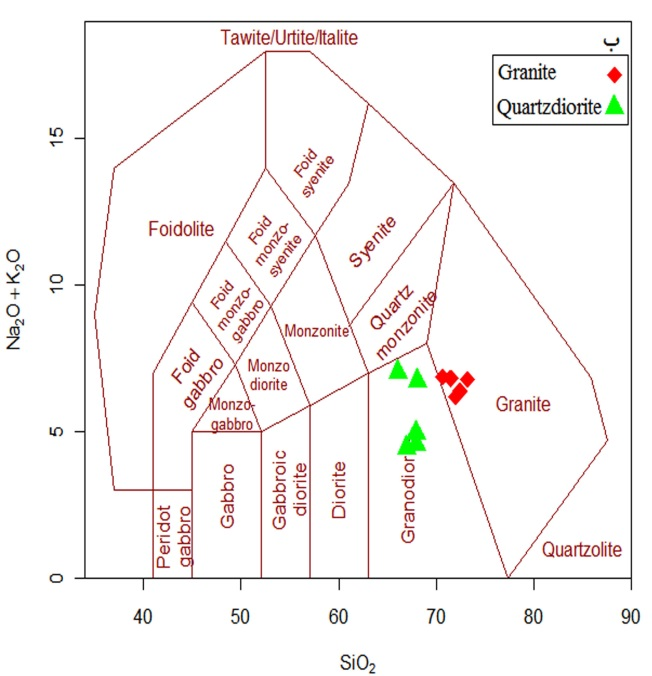 Tawite/Urtite/Italite
ب
Granite
Quartzdiorite
15
Foid
syenite
Foidolite
Foid
monzo-
syenite
Syenite
Na2O + K2O
10
Foid
monzo-
gabbro
Quartz
monzonite
Monzonite
Foid
gabbro
Monzo
diorite
Monzo-
gabbro
Granite
5
Peridot
gabbro
Gabbro
Gabbroic
diorite
Diorite
Granodior
Quartzolite
0
40 50 60 70 80 90
SiO2